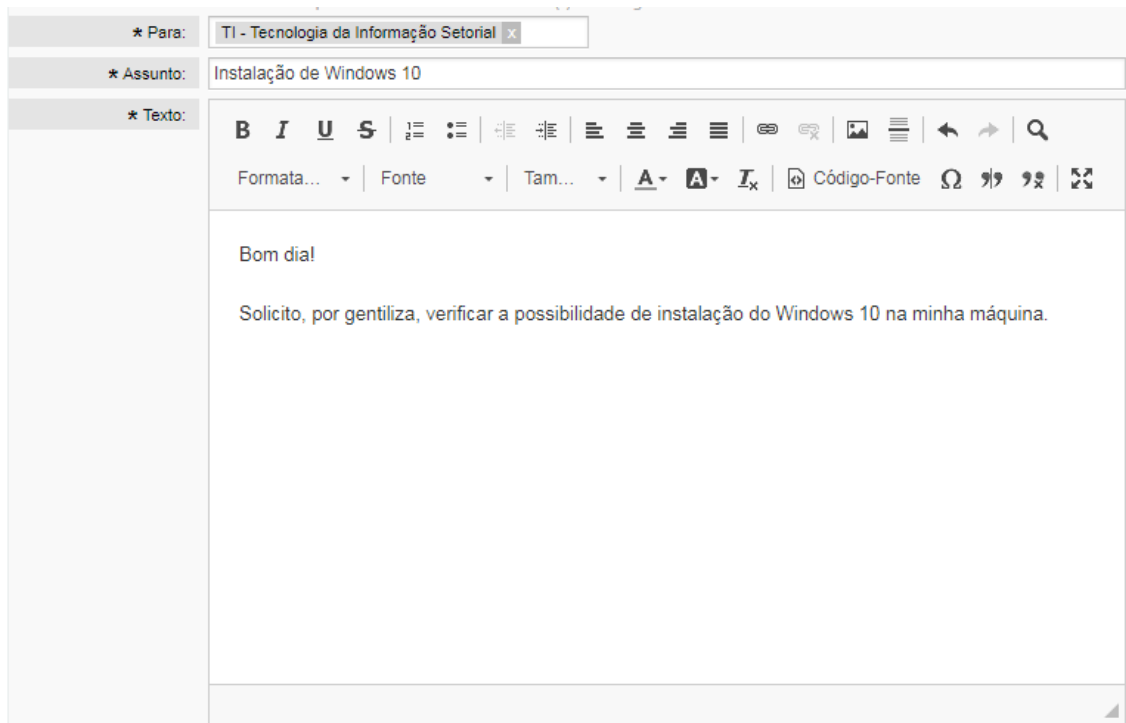 * Para: TI - Tecnologia da Informação Setorial x
* Assunto: Instalação de Windows 10
* Texto:
B I U S
Formata... Fonte Tam... A A Ix Código-Fonte Ω
Bom dia!
Solicito, por gentiliza, verificar a possibilidade de instalação do Windows 10 na minha máquina.